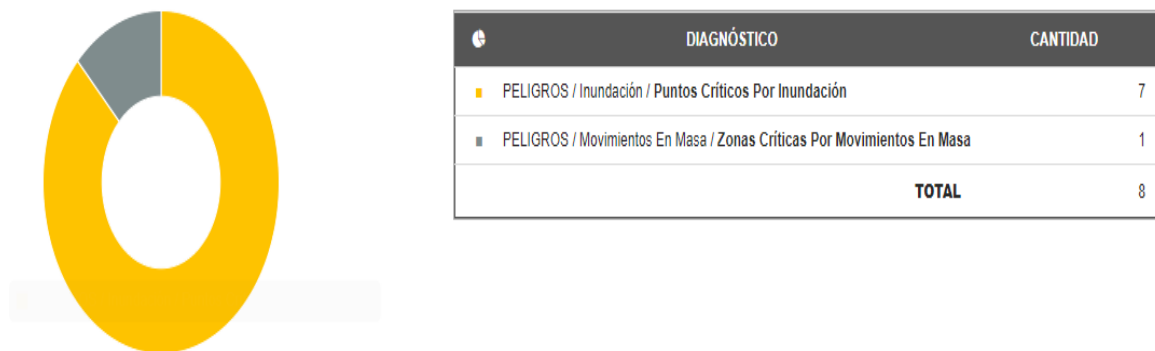 DIAGNÓSTICO CANTIDAD
PELIGROS / Inundación / Puntos Críticos Por Inundación 7
PELIGROS / Movimientos En Masa / Zonas Críticas Por Movimientos En Masa 1
TOTAL 8